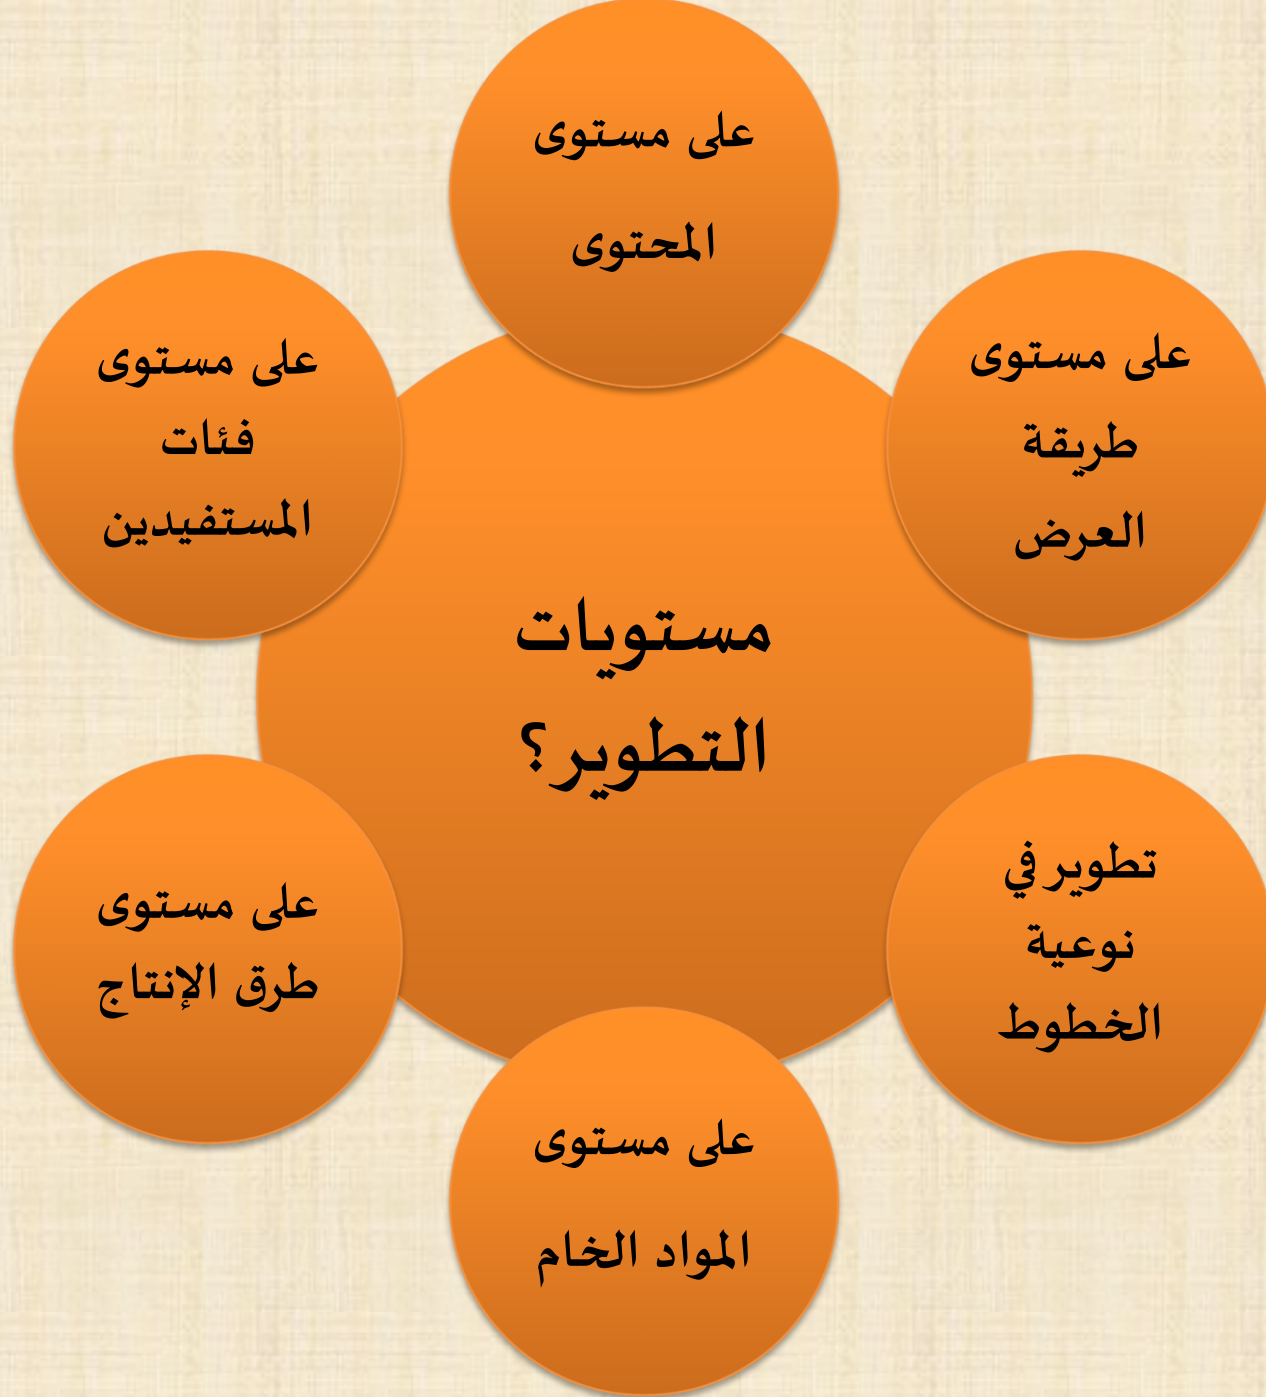 على مستوى
المحتوى
على مستوى
طريقة
العرض
تطوير في
نوعية
الخطوط
على مستوى
المواد الخام
على مستوى
طرق الإنتاج
على مستوى
فئات
المستفيدين
مستويات
التطوير؟